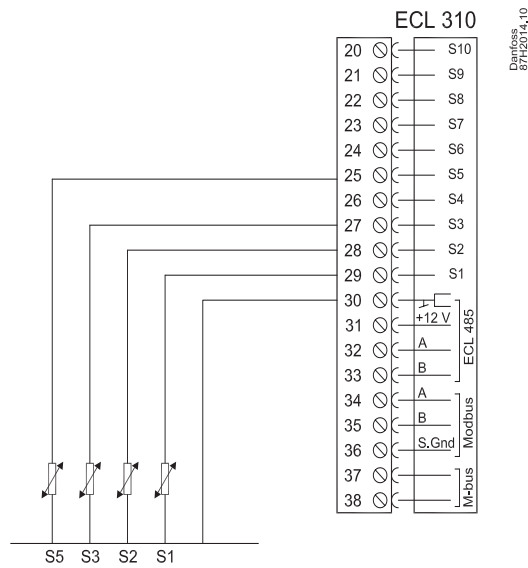 ECL 310
Danfoss
87H2014.10
20 S10
21 S9
22 S8
23 S7
24 S6
25 S5
26 S4
27 S3
28 S2
29 S1
30
31 +12 V
32 A
33 B
ECL 485
34 A
35 B
36 S.Gnd
Modbus
37
38
M-bus
S5 S3 S2 S1